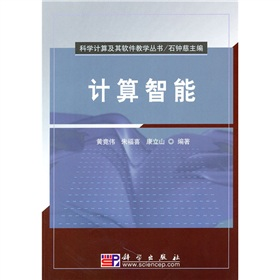 科学计算及其软件教学丛书/石钟慈主编
计算智能
黄竞伟 朱福喜 康立山 ◎ 编著
科学出版社
www.sciencep.com